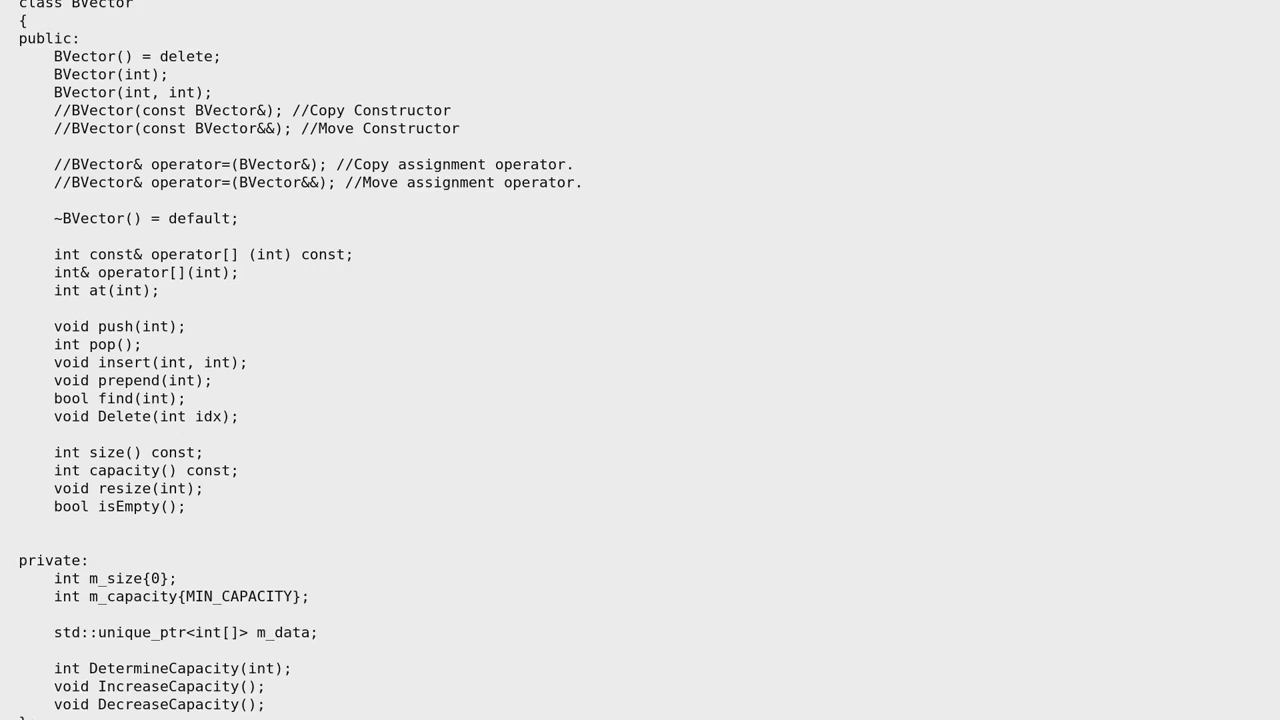 class BVector
{
public:
    BVector() = delete;
    BVector(int);
    BVector(int, int);
    //BVector(const BVector&); //Copy Constructor
    //BVector(const BVector&&); //Move Constructor

    //BVector& operator=(BVector&); //Copy assignment operator.
    //BVector& operator=(BVector&&); //Move assignment operator.

    ~BVector() = default;

    int const& operator[] (int) const;
    int& operator[](int);
    int at(int);

    void push(int);
    int pop();
    void insert(int, int);
    void prepend(int);
    bool find(int);
    void Delete(int idx);

    int size() const;
    int capacity() const;
    void resize(int);
    bool isEmpty();


private:
    int m_size{0};
    int m_capacity{MIN_CAPACITY};

    std::unique_ptr<int[]> m_data;

    int DetermineCapacity(int);
    void IncreaseCapacity();
    void DecreaseCapacity();
};